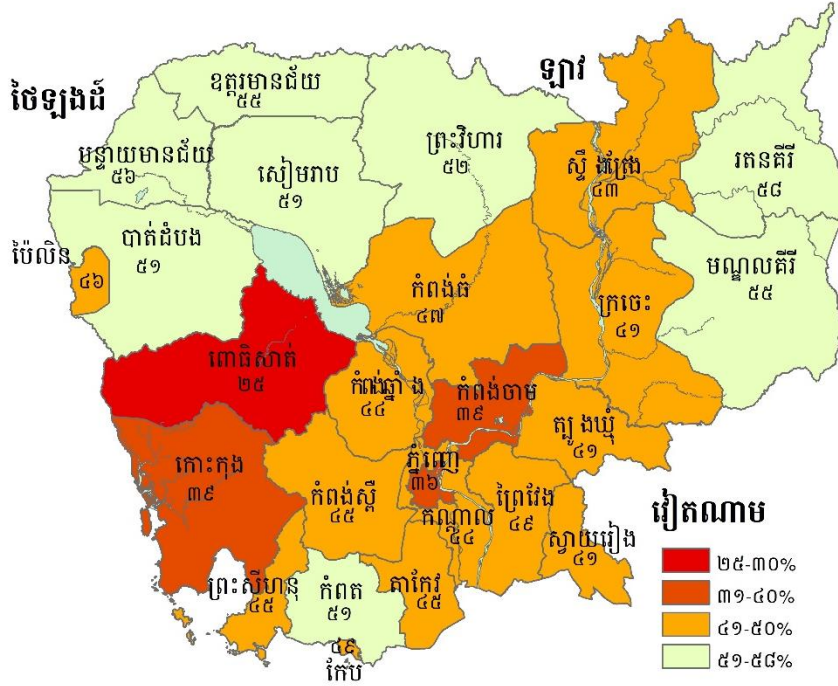 ឡាវ
ថៃឡងដ៍
ឧត្តរមានជ័យ
៥៥
មន្ទាយមានជ័យ
៥៦
សៀមរាប
៥១
ព្រះវិហារ
៥២
ស្ទឹងត្រែង
៤៣
រតនគីរី
៥៨
បាត់ដំបង
៥១
ប៉ៃលិន
៤៦
កំពង់ធំ
៤៧
ក្រចេះ
៤១
មណ្ឌលគីរី
៥៥
ពោធិសាត់
២៥
កំពង់ឆ្នាំង
៤៤
កំពង់ចាម
៣៩
ត្បូងឃ្មុំ
៤១
កោះកុង
៣៩
កំពង់ស្ពឺ
៤៥
ភ្នំពេញ
៣៦
កណ្ដាល
៤៤
ព្រៃវែង
៤៩
ស្វាយរៀង
៤១
ព្រះសីហនុ
៤៥
កំពត
៥១
តាកែវ
៤៥
៤៩
កែប
វៀតណាម
២៥-៣០%
៣១-៤០%
៤១-៥០%
៥១-៥៨%